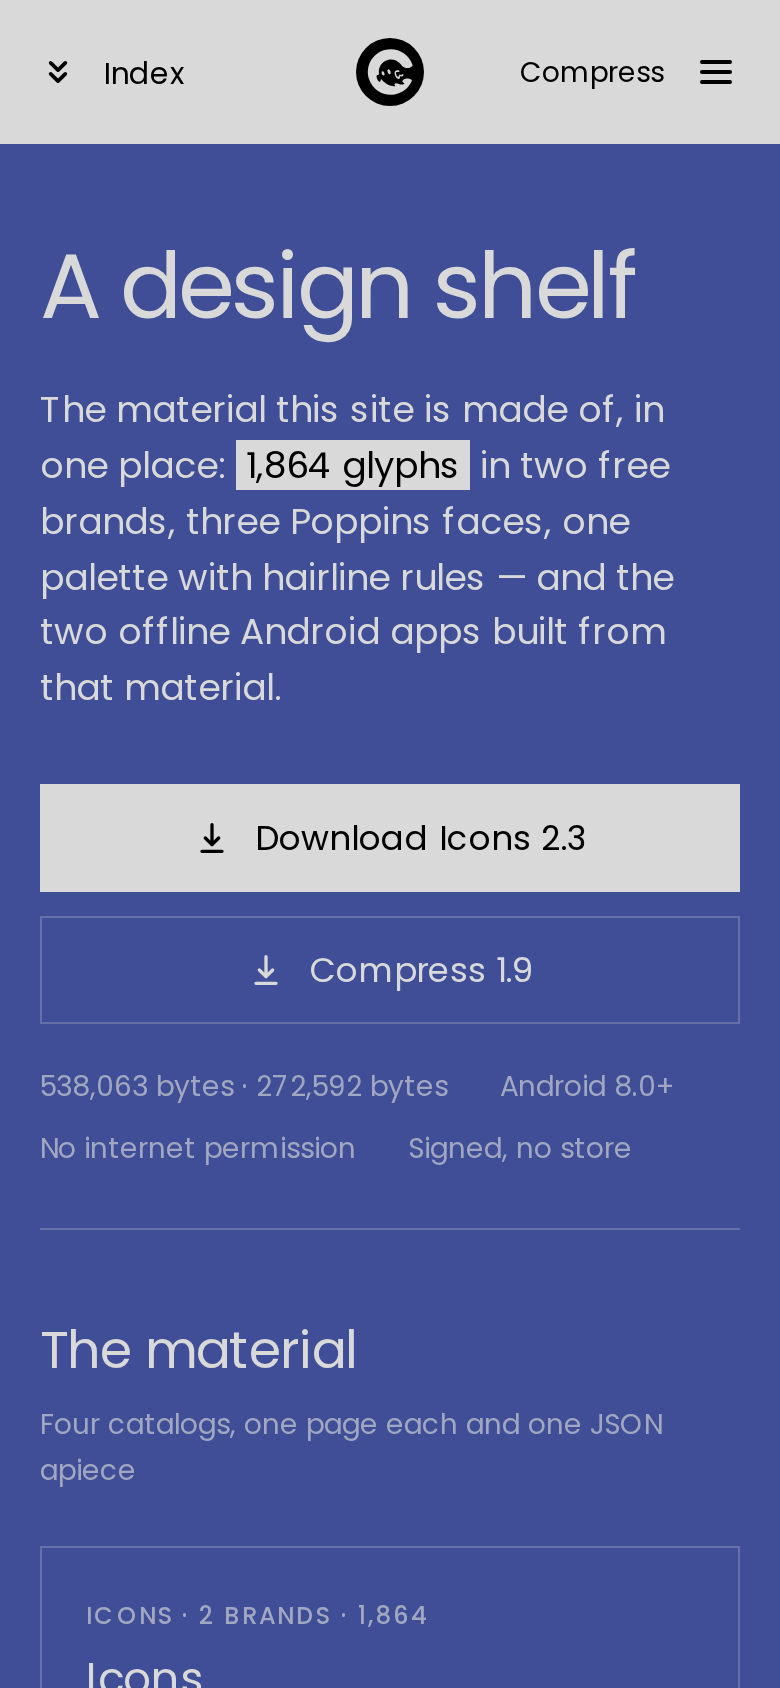 Index
Compress
A design shelf
The material this site is made of, in
one place: 1,864 glyphs in two free
brands, three Poppins faces, one
palette with hairline rules — and the
two offline Android apps built from
that material.
Download Icons 2.3
Compress 1.9
538,063 bytes · 272,592 bytes Android 8.0+
No internet permission Signed, no store
The material
Four catalogs, one page each and one JSON
apiece
ICONS · 2 BRANDS · 1,864
Icons